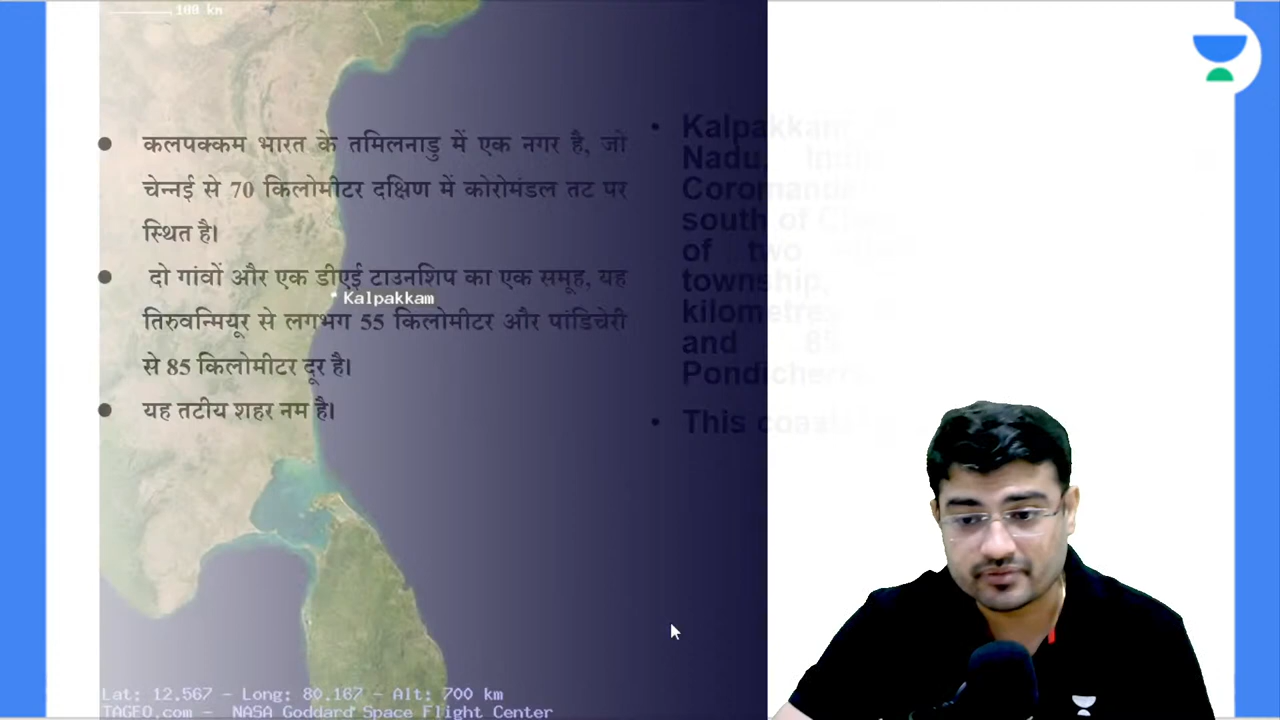 100 km
कलपक्कम भारत के तमिलनाडु में एक नगर है, जो
चेन्नई से 70 किलोमीटर दक्षिण में कोरोमंडल तट पर
स्थित है।
दो गांवों और एक डीएई टाउनशिप का एक समूह, यह
तिरुवन्मियूर से लगभग 55 किलोमीटर और पांडिचेरी
से 85 किलोमीटर दूर है।
यह तटीय शहर नम है।
Kalpakkam
Kalpakkam
Nadu, India
Coromandal
south of
of two
township,
kilometres
and 85
Pondicherry
This coastal
Lat: 12.567 - Long: 80.167 - Alt: 700 km
TAGEO.com - NASA Goddard Space Flight Center